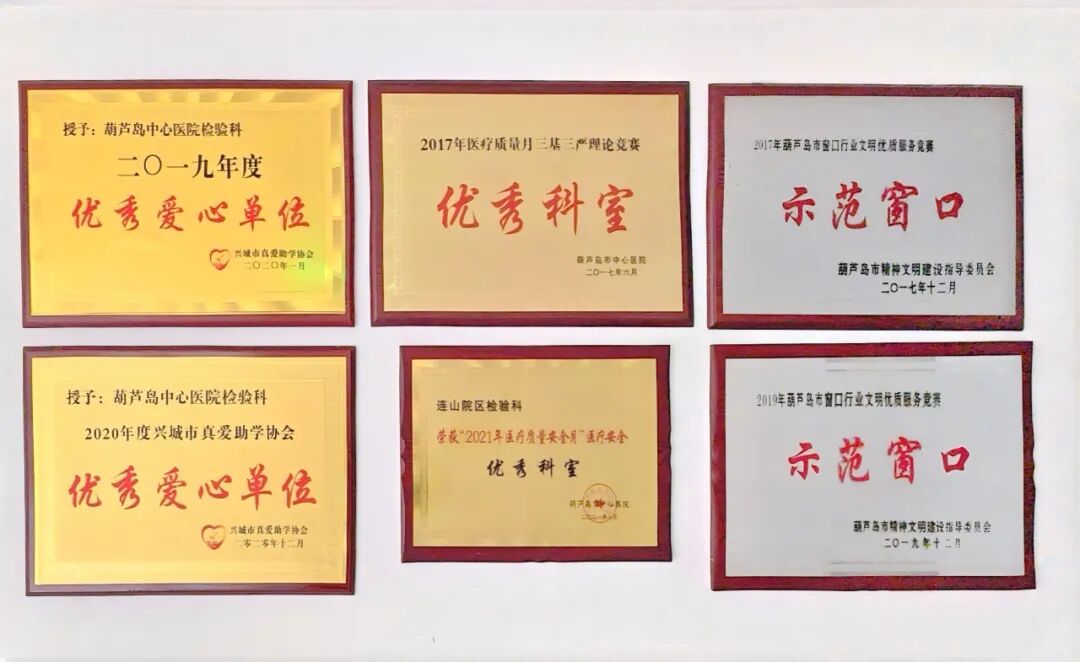 授予：葫芦岛中心医院检验科
二〇一九年度
优秀爱心单位
兴城市真爱助学协会
二〇二〇年一月
2017年医疗质量月三基三严理论竞赛
优秀科室
葫芦岛市中心医院
二〇一七年六月
2017年葫芦岛市窗口行业文明优质服务竞赛
示范窗口
葫芦岛市精神文明建设指导委员会
二〇一七年十二月
授予：葫芦岛中心医院检验科
2020年度兴城市真爱助学协会
优秀爱心单位
兴城市真爱助学协会
二零二零年十二月
连山院区检验科
荣获“2021年医疗质量安全月”医疗安全
优秀科室
葫芦岛市中心医院
2019年葫芦岛市窗口行业文明优质服务竞赛
示范窗口
葫芦岛市精神文明建设指导委员会
二〇一九年十二月